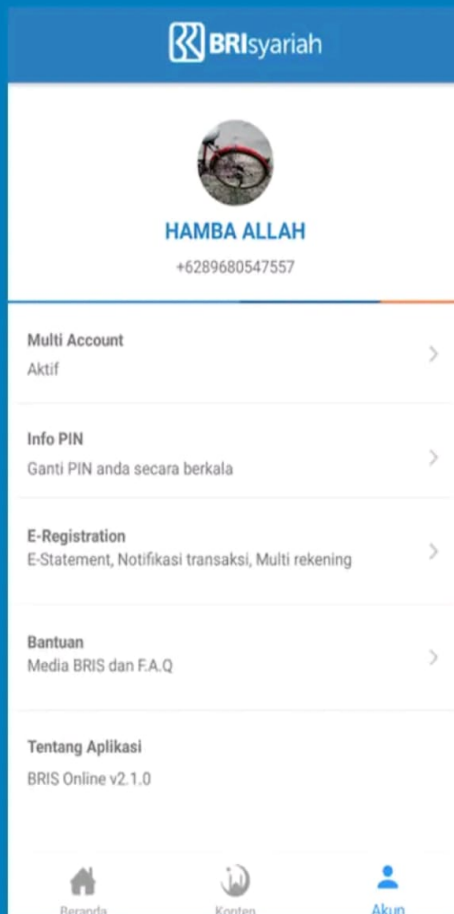 BRIsyariah
HAMBA ALLAH
+6289680547557
Multi Account
Aktif
Info PIN
Ganti PIN anda secara berkala
E-Registration
E-Statement, Notifikasi transaksi, Multi rekening
Bantuan
Media BRIS dan F.A.Q
Tentang Aplikasi
BRIS Online v2.1.0
Beranda Konten Akun